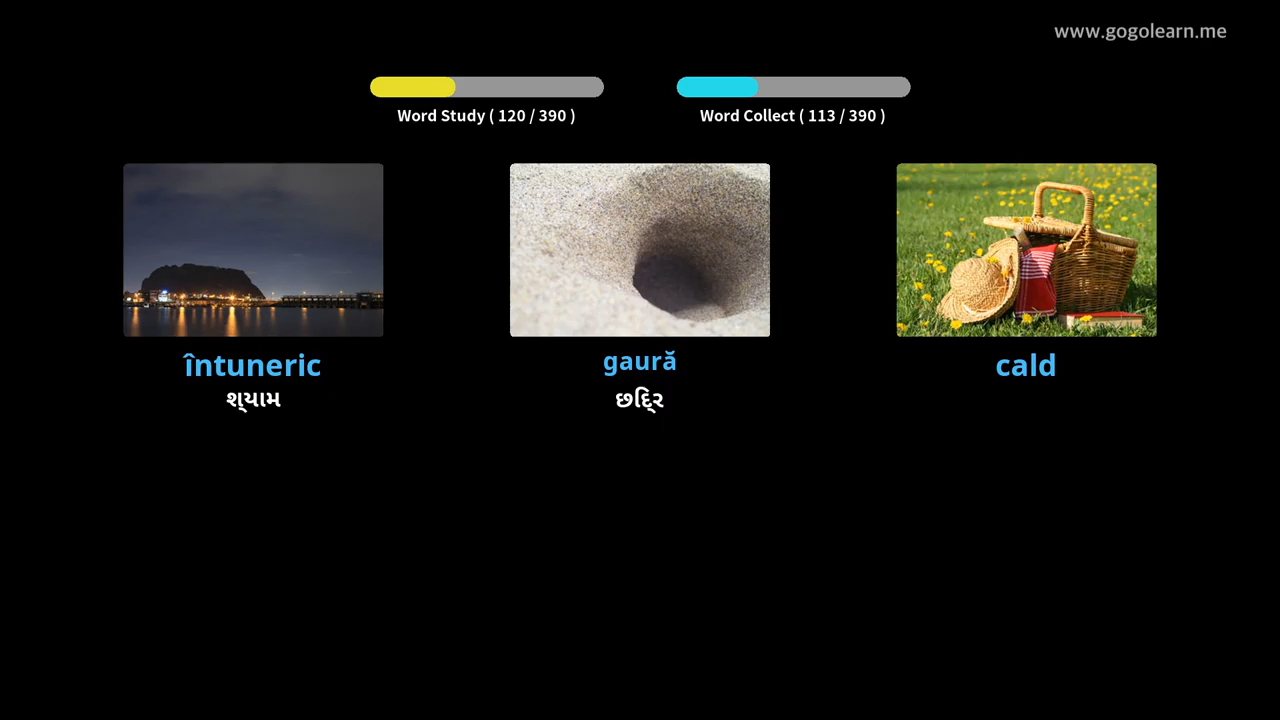 www.gogolearn.me
Word Study ( 120 / 390 )
Word Collect ( 113 / 390 )
întuneric
gaură
cald
શ્યામ
છિદ્ર